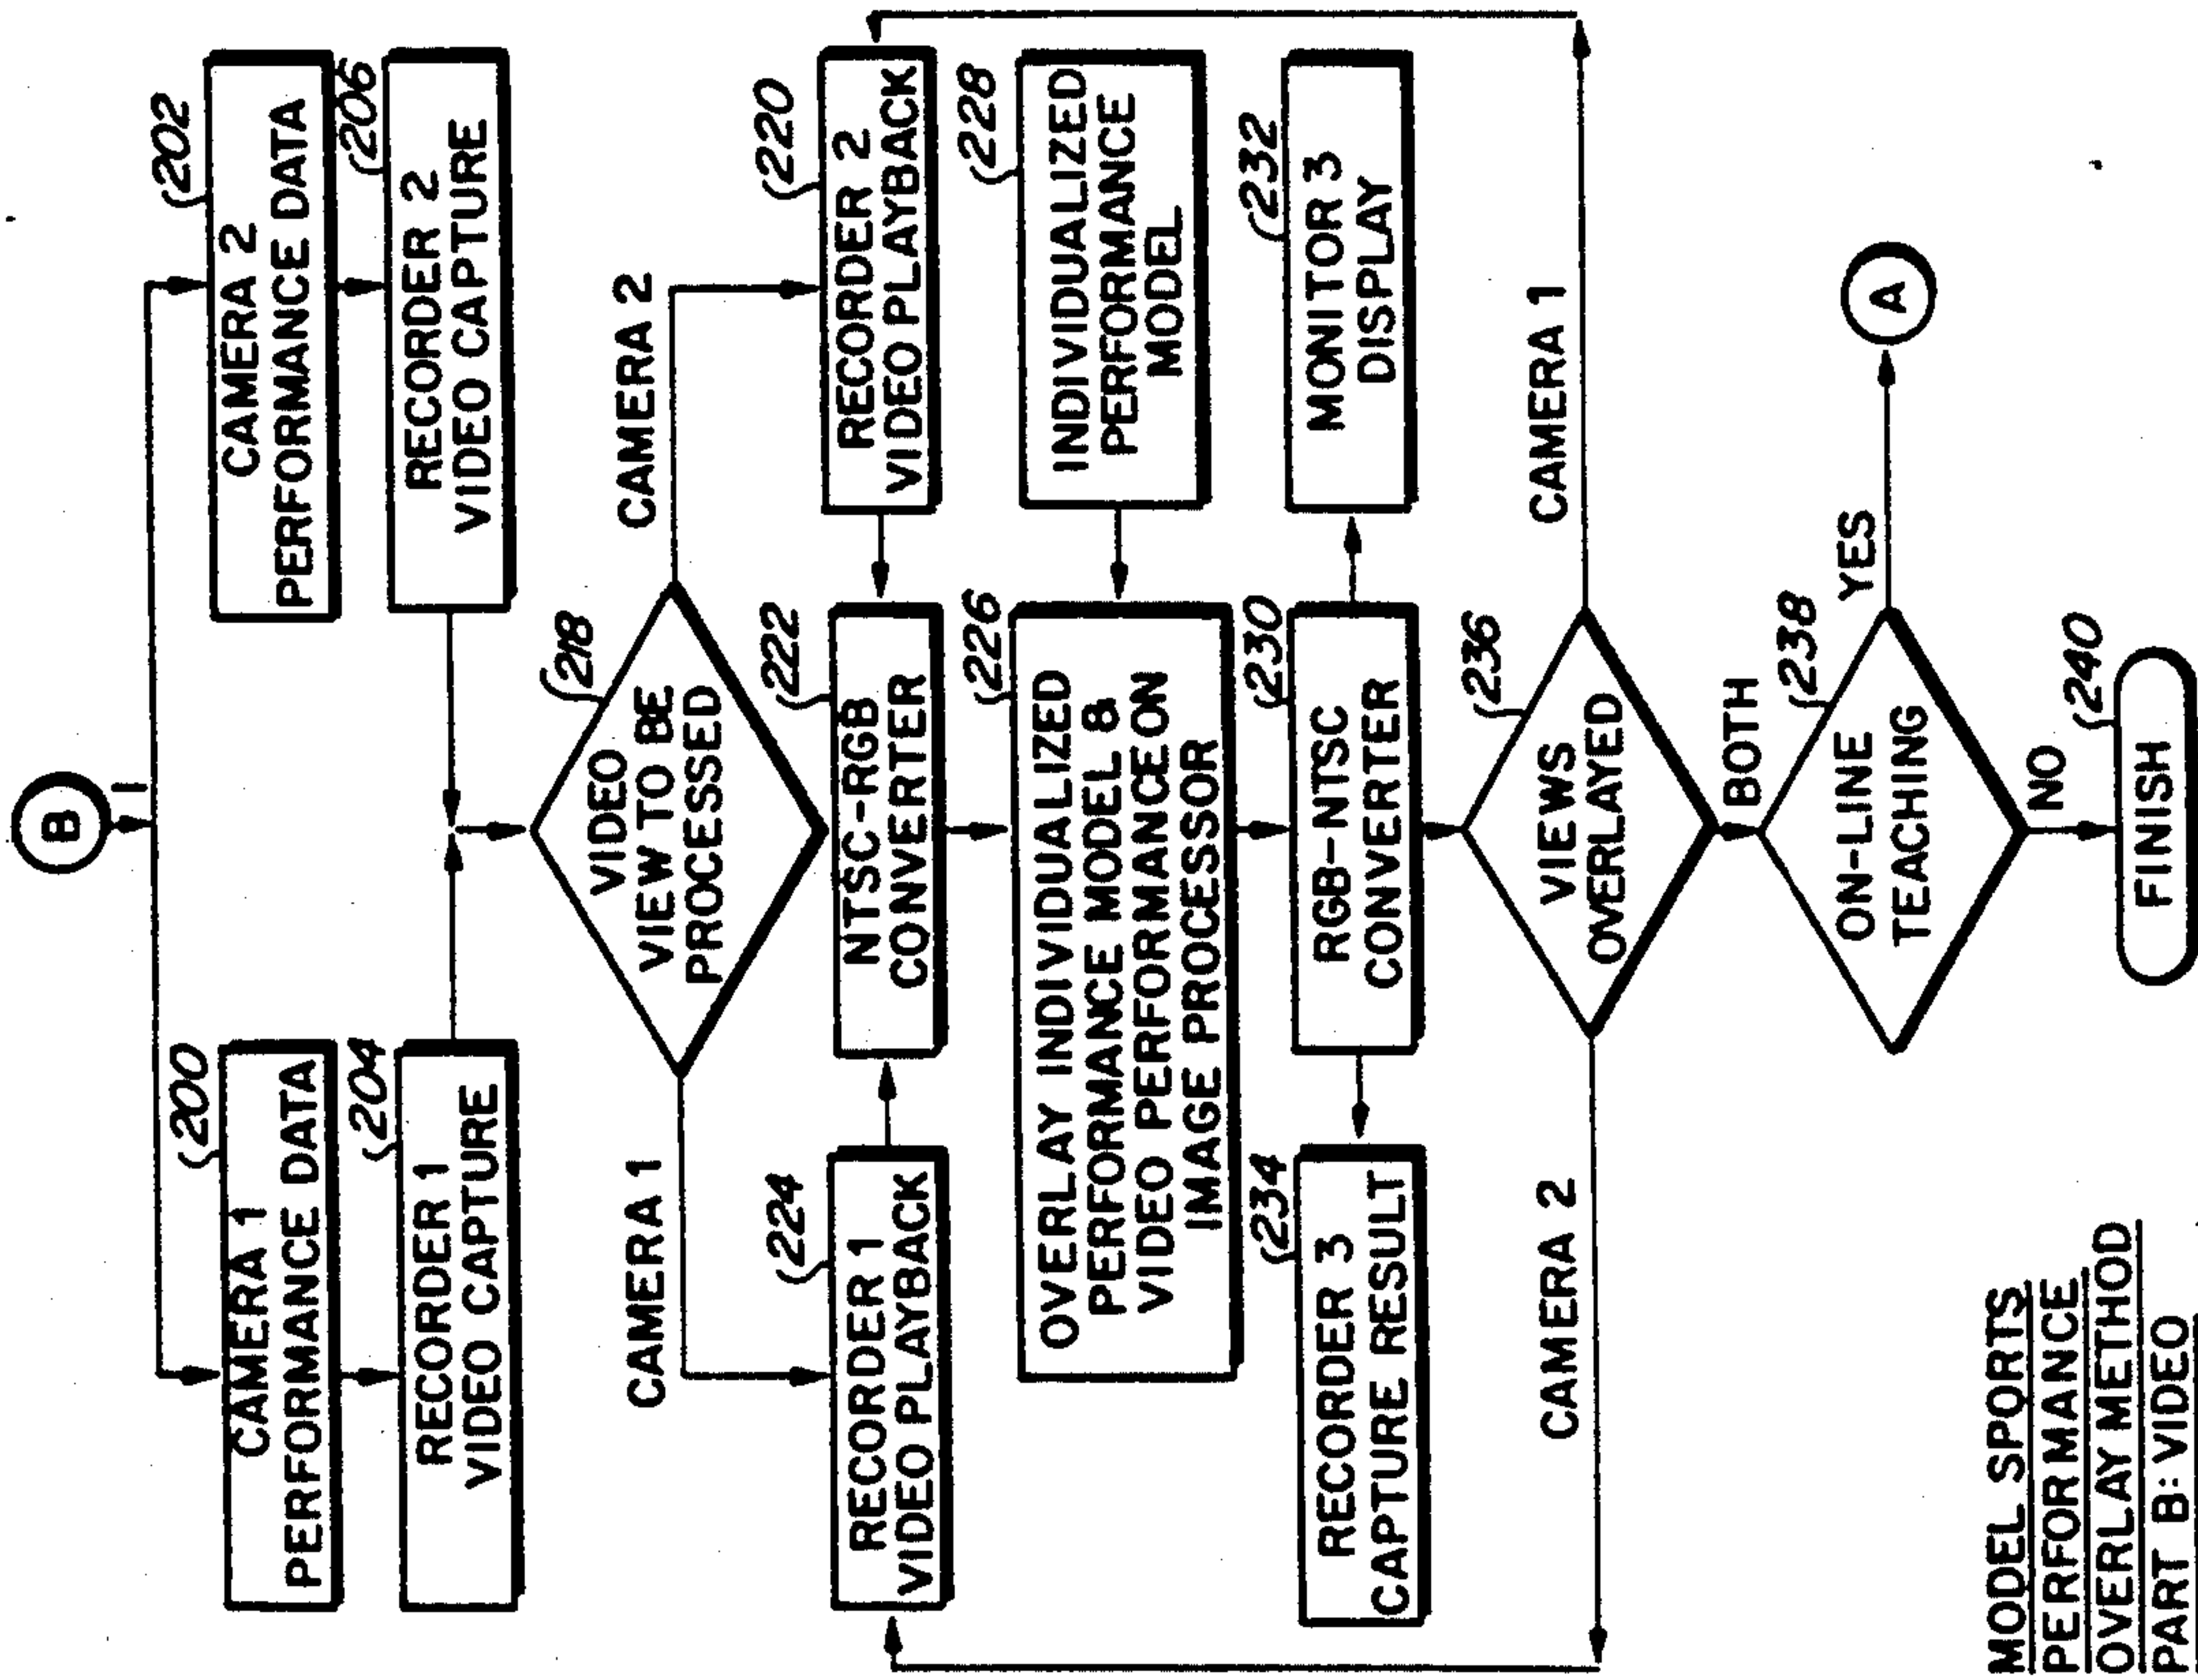 B
1
200
CAMERA 1
PERFORMANCE DATA
202
CAMERA 2
PERFORMANCE DATA
204
RECORDER 1
VIDEO CAPTURE
206
RECORDER 2
VIDEO CAPTURE
218
VIDEO
VIEW TO BE
PROCESSED
CAMERA 1
CAMERA 2
224
RECORDER 1
VIDEO PLAYBACK
222
NTSC-RGB
CONVERTER
220
RECORDER 2
VIDEO PLAYBACK
226
OVERLAY INDIVIDUALIZED
PERFORMANCE MODEL &
VIDEO PERFORMANCE ON
IMAGE PROCESSOR
228
INDIVIDUALIZED
PERFORMANCE
MODEL
234
RECORDER 3
CAPTURE RESULT
230
RGB-NTSC
CONVERTER
232
MONITOR 3
DISPLAY
236
VIEWS
OVERLAYED
CAMERA 2
CAMERA 1
BOTH
238
ON-LINE
TEACHING
YES
A
NO
240
FINISH
MODEL SPORTS
PERFORMANCE
OVERLAY METHOD
PART B: VIDEO